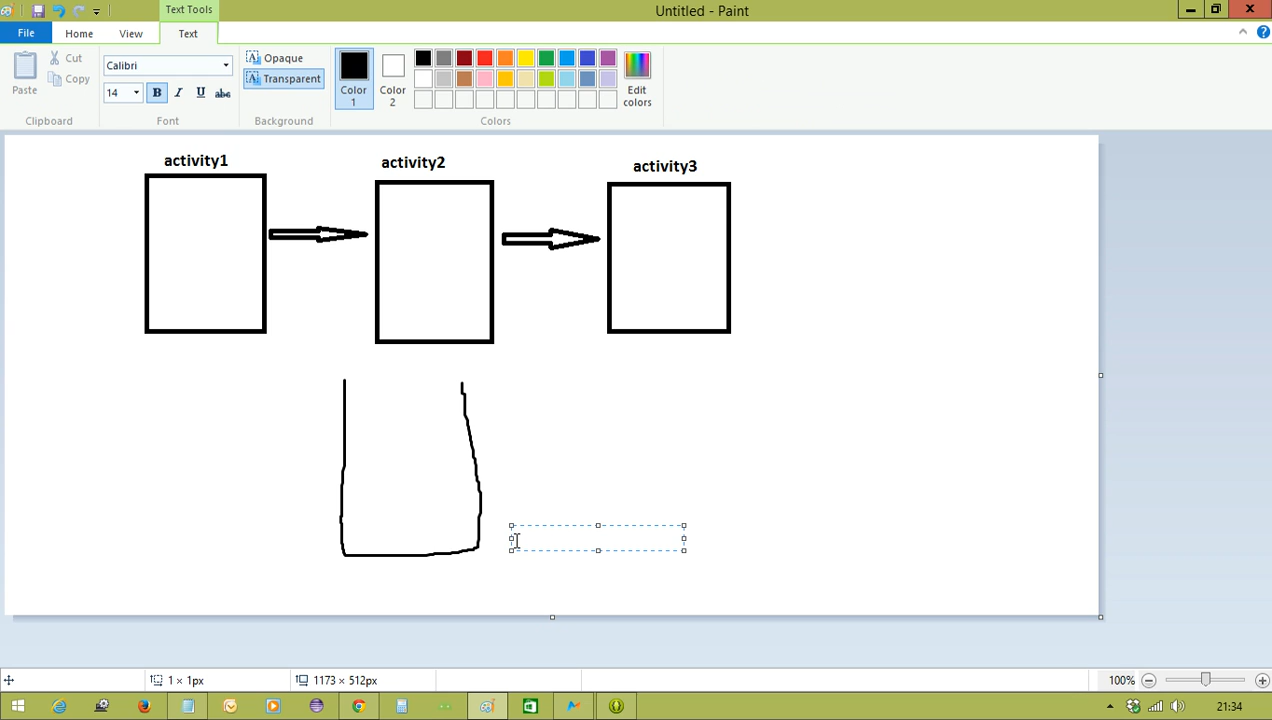 Untitled - Paint
Text Tools
File
Home
View
Text
Paste
Cut
Copy
Clipboard
Calibri
14
B
I
U
abc
Font
Opaque
Transparent
Background
Color
1
Color
2
Edit
colors
Colors
activity1
activity2
activity3
1 × 1px
1173 × 512px
100%
21:34